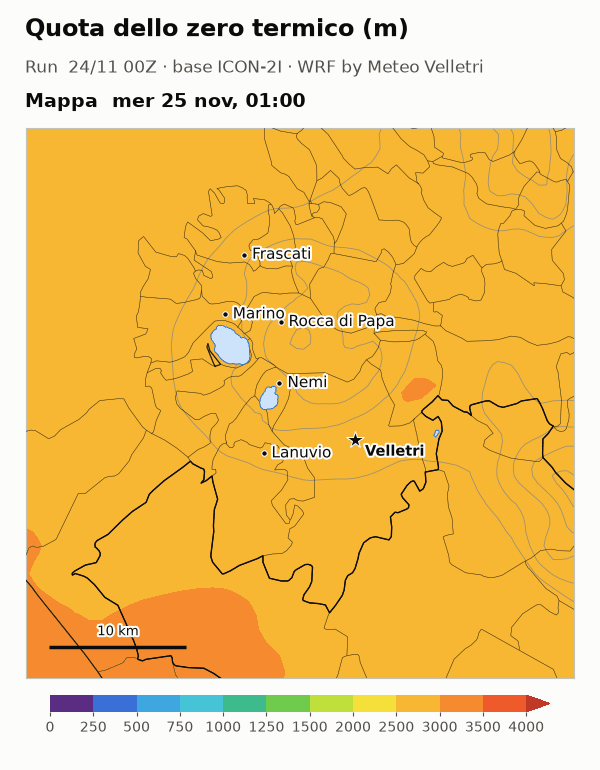 Quota dello zero termico (m)
Run  24/11 00Z · base ICON-2I · WRF by Meteo Velletri
Mappa  mer 25 nov, 01:00
Frascati
Marino
Rocca di Papa
Nemi
Velletri
Lanuvio
10 km
0 250 500 750 1000 1250 1500 2000 2500 3000 3500 4000